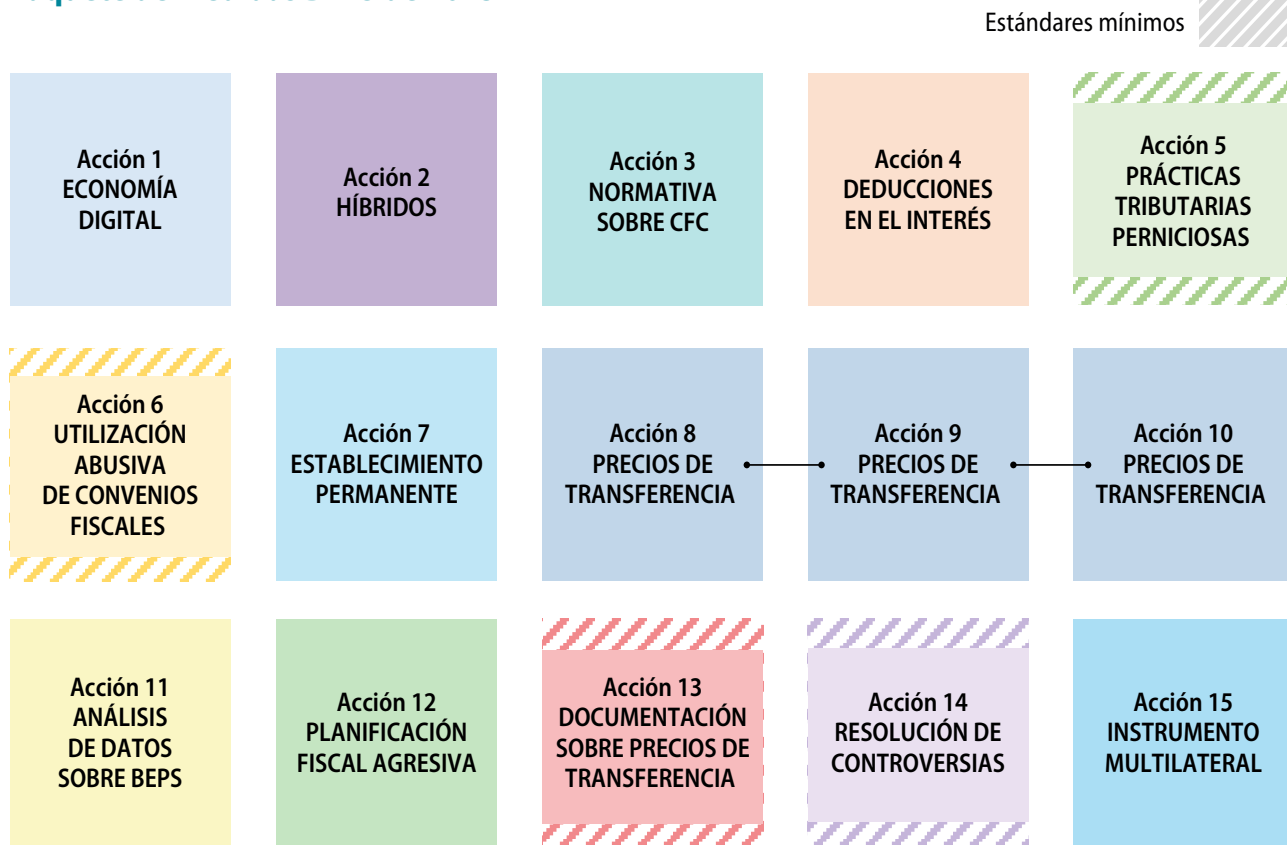 Estándares mínimos
Acción 1
ECONOMÍA
DIGITAL
Acción 2
HÍBRIDOS
Acción 3
NORMATIVA
SOBRE CFC
Acción 4
DEDUCCIONES
EN EL INTERÉS
Acción 5
PRÁCTICAS
TRIBUTARIAS
PERNICIOSAS
Acción 6
UTILIZACIÓN
ABUSIVA
DE CONVENIOS
FISCALES
Acción 7
ESTABLECIMIENTO
PERMANENTE
Acción 8
PRECIOS DE
TRANSFERENCIA
Acción 9
PRECIOS DE
TRANSFERENCIA
Acción 10
PRECIOS DE
TRANSFERENCIA
Acción 11
ANÁLISIS
DE DATOS
SOBRE BEPS
Acción 12
PLANIFICACIÓN
FISCAL AGRESIVA
Acción 13
DOCUMENTACIÓN
SOBRE PRECIOS DE
TRANSFERENCIA
Acción 14
RESOLUCIÓN DE
CONTROVERSIAS
Acción 15
INSTRUMENTO
MULTILATERAL